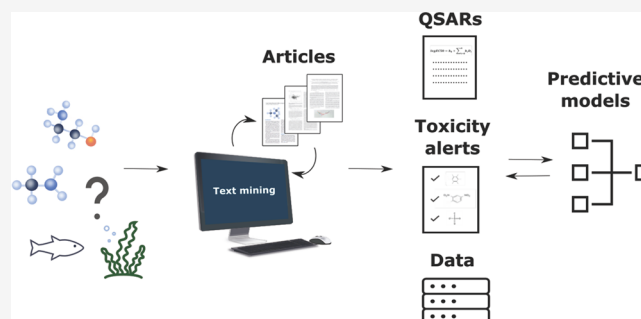 QSARs
Articles
Predictive
models
Toxicity
alerts
Text mining
?
Data